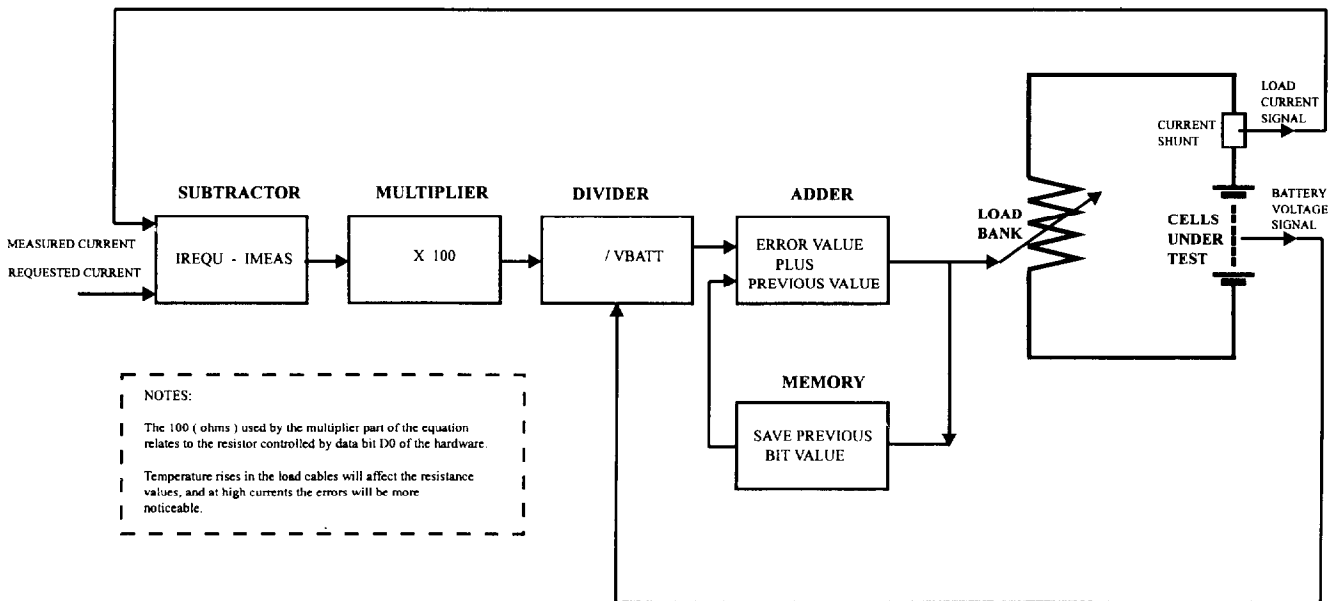 LOAD
CURRENT
SIGNAL
CURRENT
SHUNT
SUBTRACTOR
MULTIPLIER
DIVIDER
ADDER
LOAD
BANK
CELLS
UNDER
TEST
BATTERY
VOLTAGE
SIGNAL
MEASURED CURRENT
REQUESTED CURRENT
IREQU - IMEAS
X 100
/ VBATT
ERROR VALUE
PLUS
PREVIOUS VALUE
MEMORY
SAVE PREVIOUS
BIT VALUE
NOTES:
The 100 ( ohms ) used by the multiplier part of the equation
relates to the resistor controlled by data bit D0 of the hardware.
Temperature rises in the load cables will affect the resistance
values, and at high currents the errors will be more
noticeable.